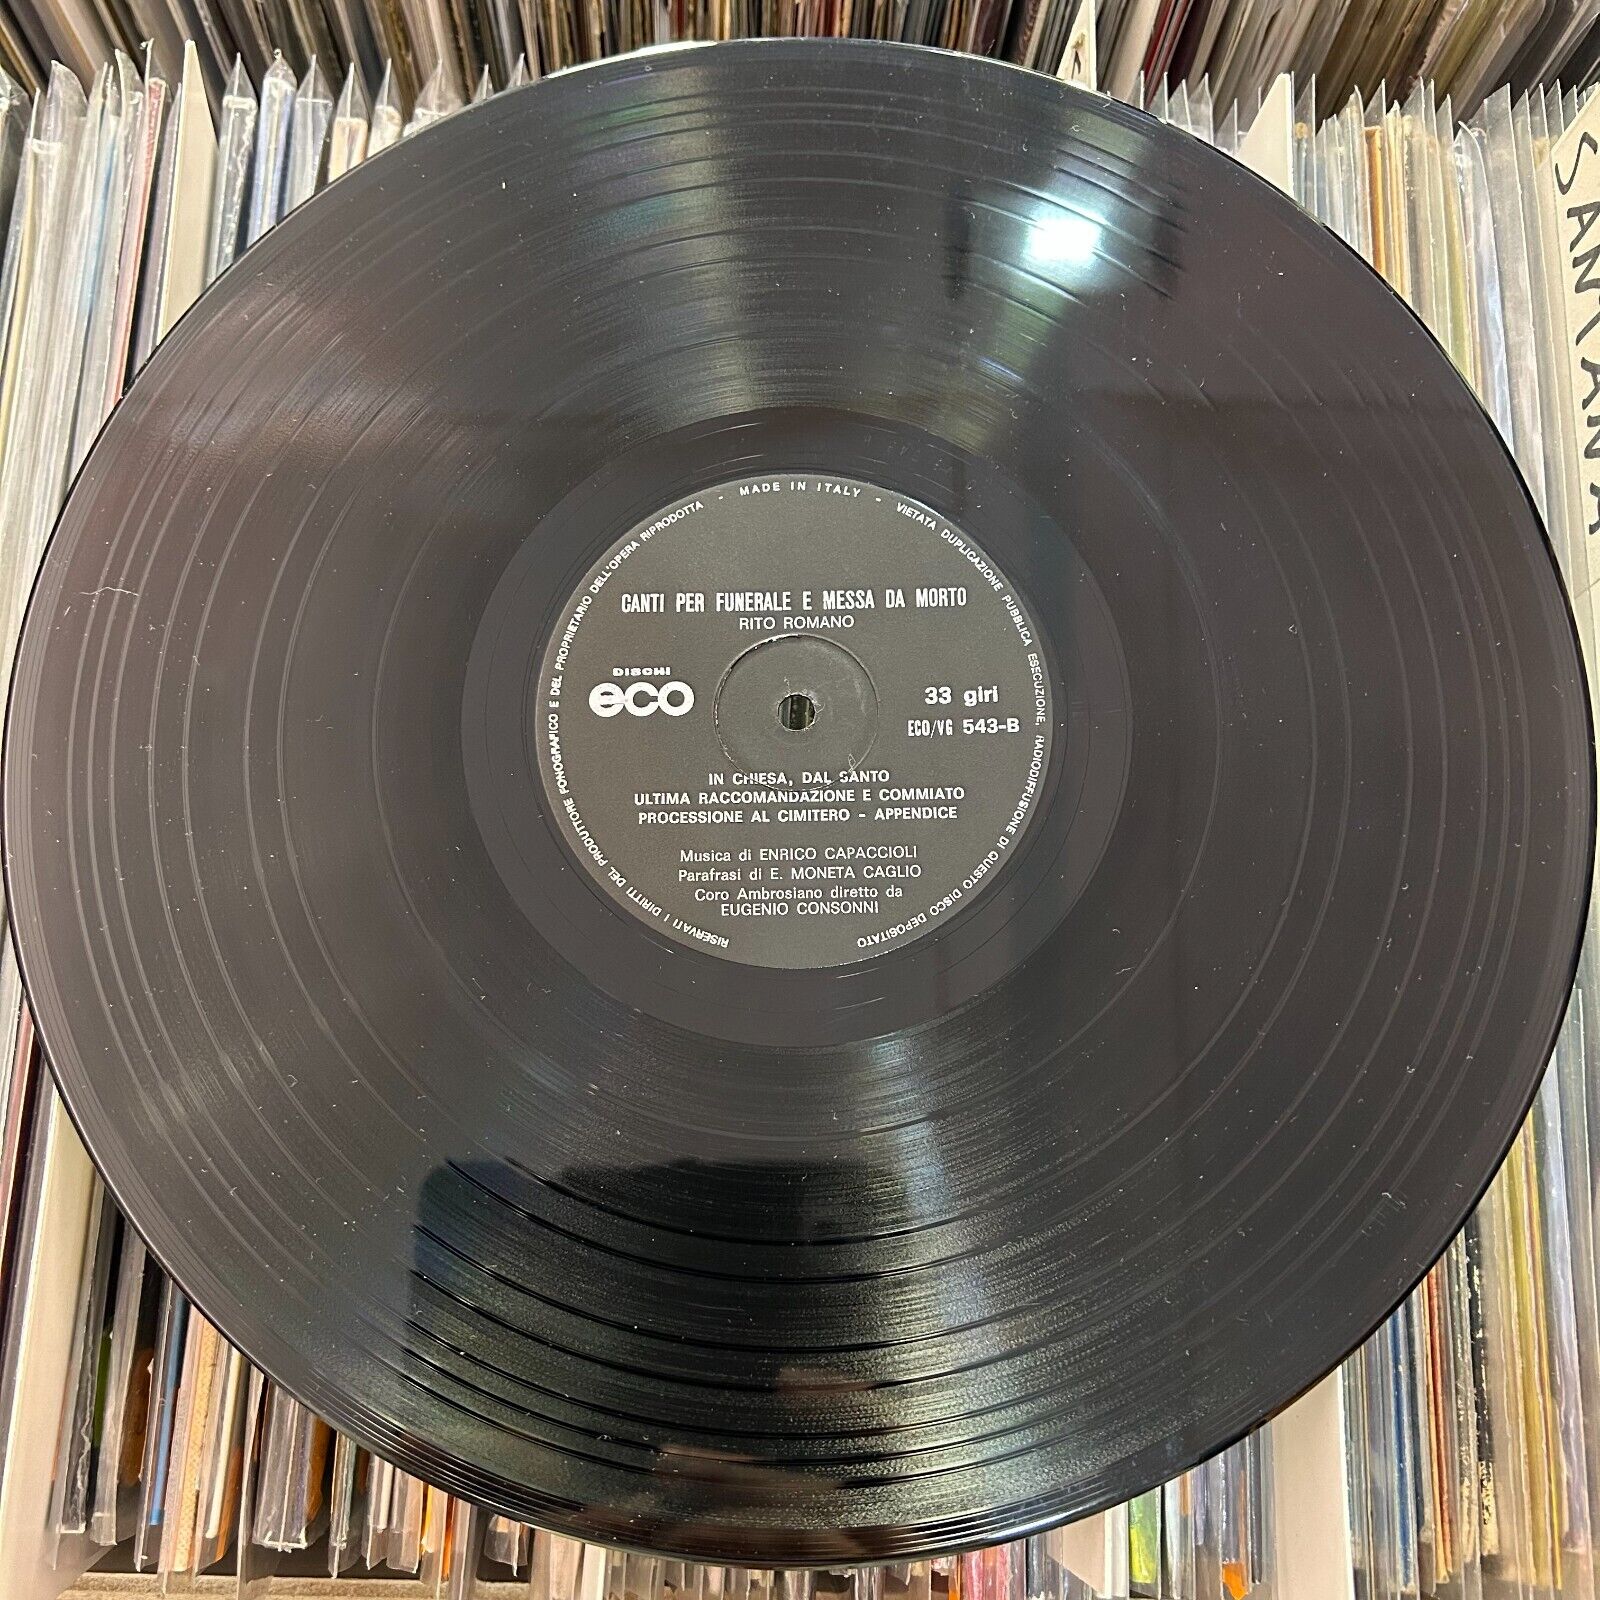 MADE IN ITALY - VIETATA DUPLICAZIONE PUBBLICA ESECUZIONE, RADIODIFFUSIONE DI QUESTO DISCO DEPOSITATO
RISERVATI I DIRITTI DEL PRODUTTORE FONOGRAFICO E DEL PROPRIETARIO DELL'OPERA RIPRODOTTA -
CANTI PER FUNERALE E MESSA DA MORTO
RITO ROMANO
DISCHI
eco
33 giri
ECO/VG 543-B
IN CHIESA, DAL SANTO
ULTIMA RACCOMANDAZIONE E COMMIATO
PROCESSIONE AL CIMITERO - APPENDICE
Musica di ENRICO CAPACCIOLI
Parafrasi di E. MONETA CAGLIO
Coro Ambrosiano diretto da
EUGENIO CONSONNI
SANTANA